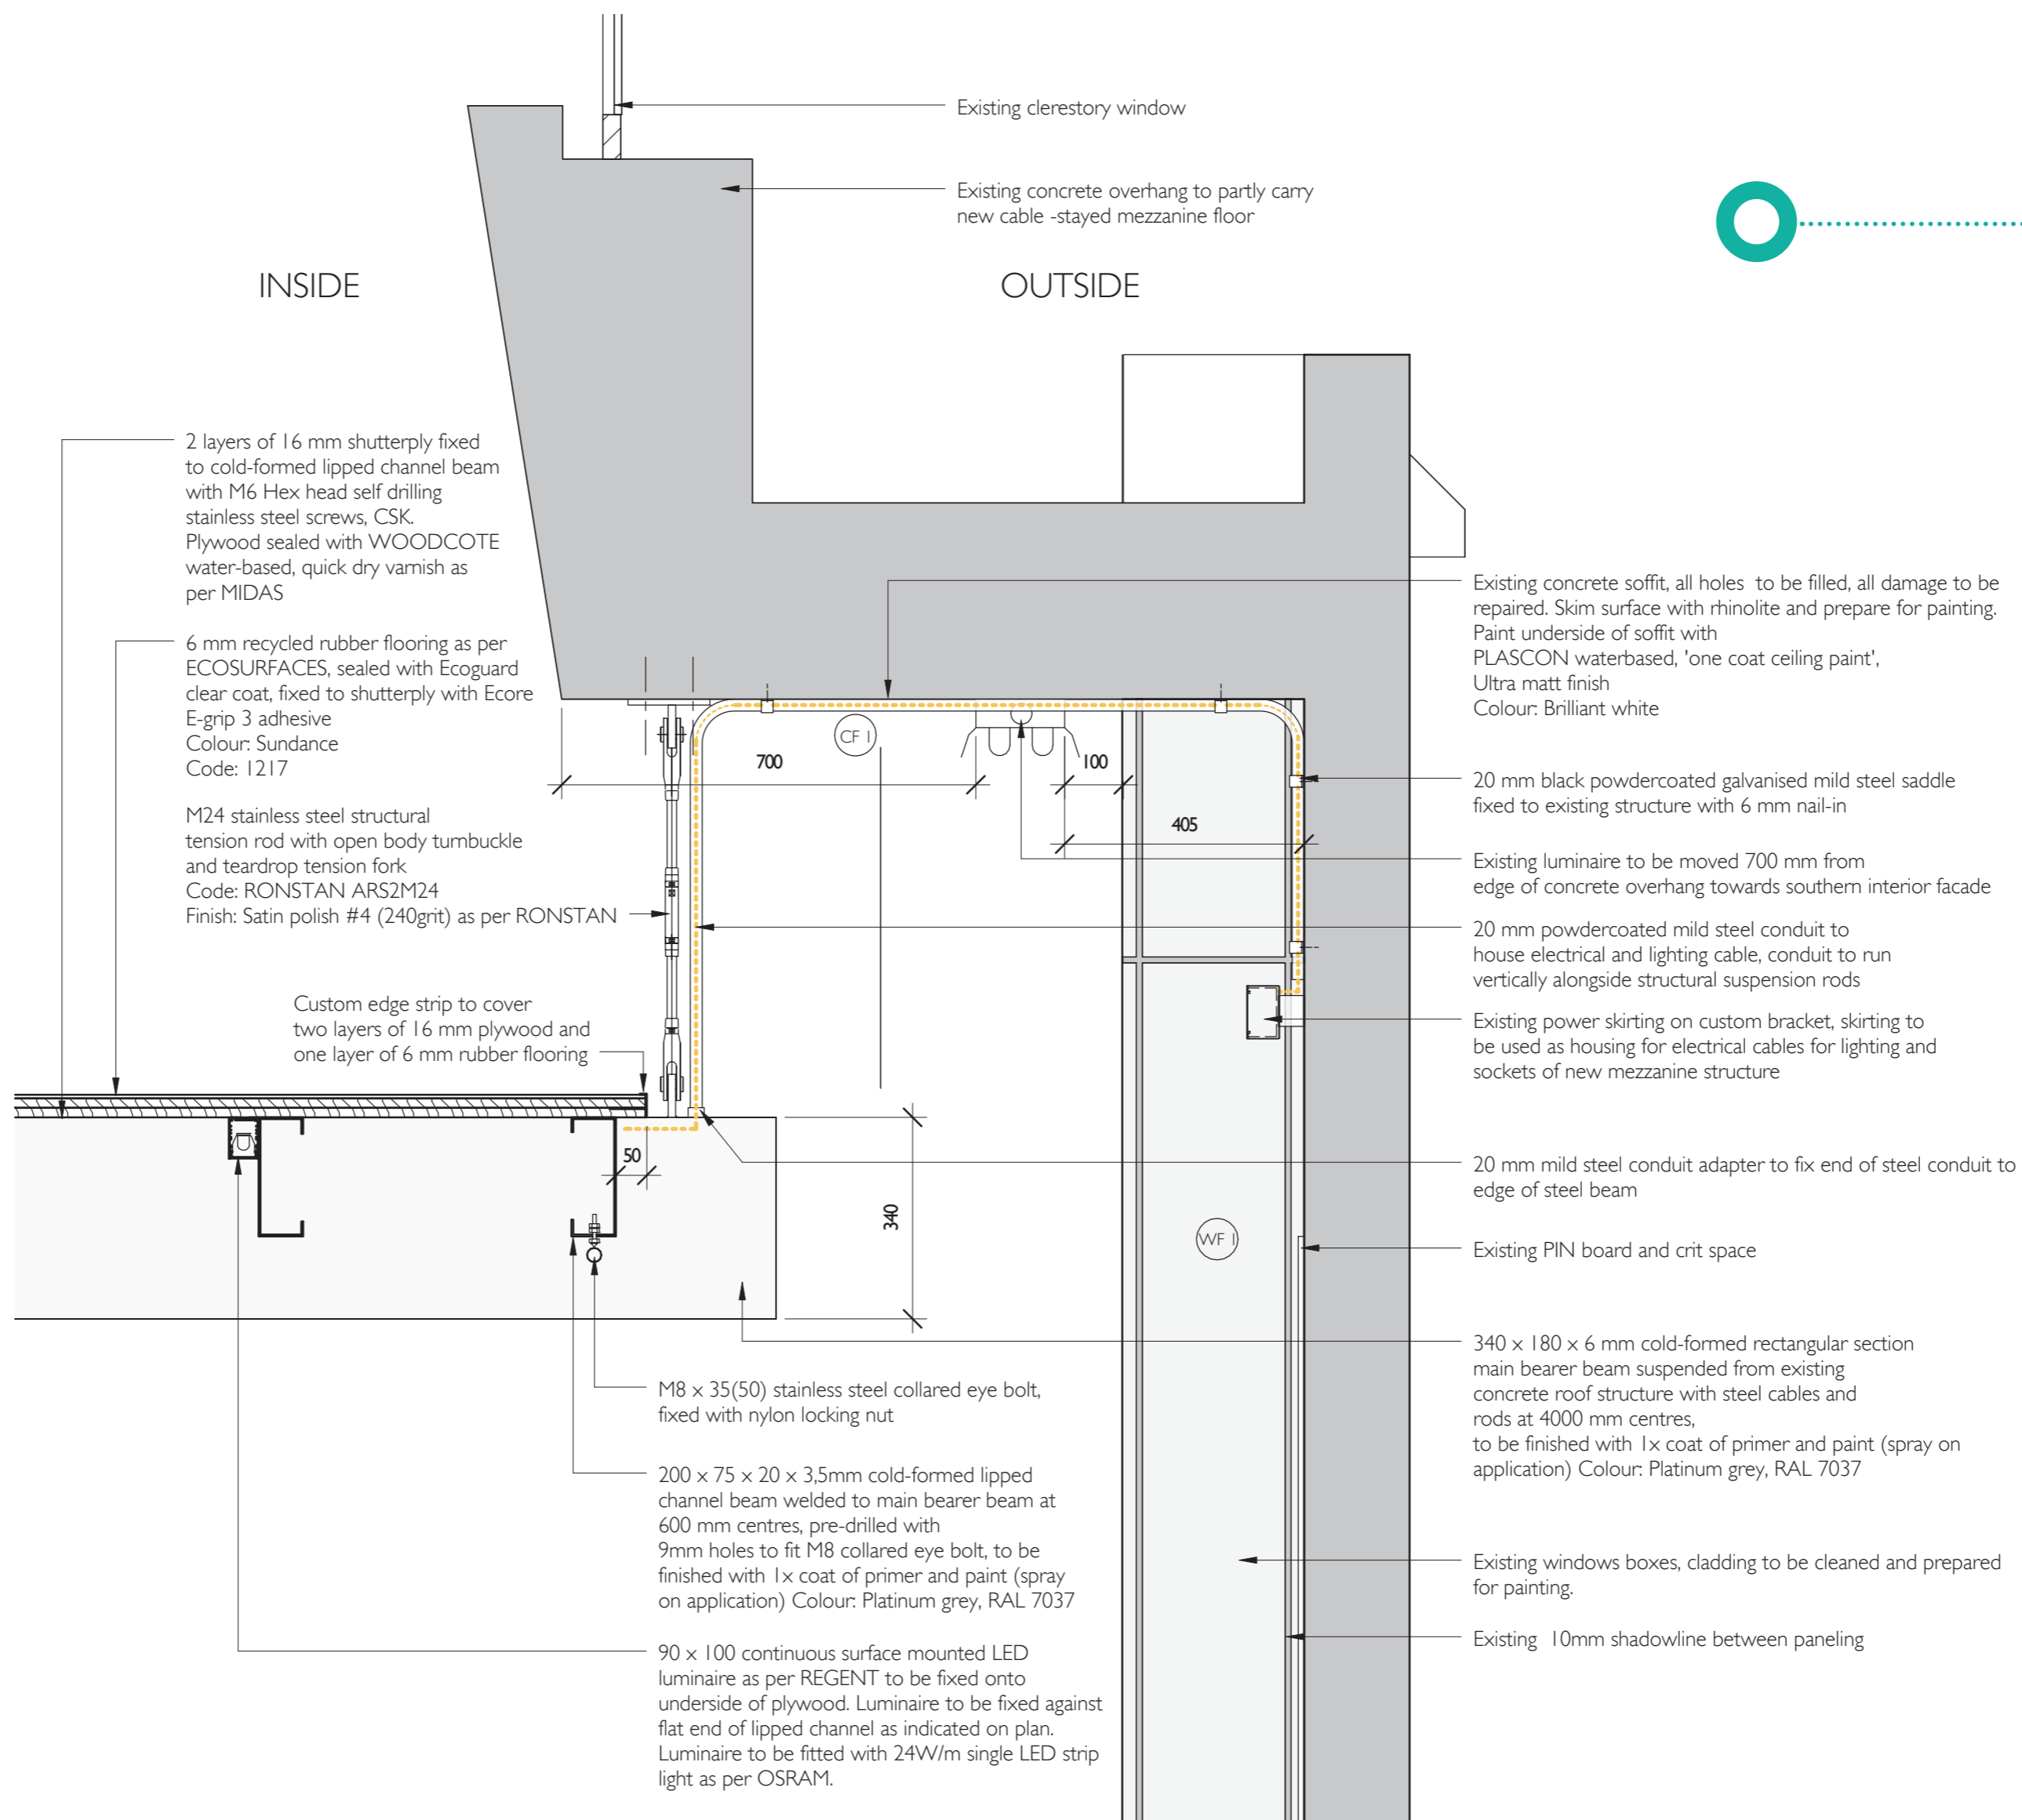 Existing clerestory window
Existing concrete overhang to partly carry
new cable -stayed mezzanine floor
INSIDE
OUTSIDE
2 layers of 16 mm shutterply fixed
to cold-formed lipped channel beam
with M6 Hex head self drilling
stainless steel screws, CSK.
Plywood sealed with WOODCOTE
water-based, quick dry varnish as
per MIDAS
6 mm recycled rubber flooring as per
ECOSURFACES, sealed with Ecoguard
clear coat, fixed to shutterply with Ecore
E-grip 3 adhesive
Colour: Sundance
Code: 1217
M24 stainless steel structural
tension rod with open body turnbuckle
and teardrop tension fork
Code: RONSTAN ARS2M24
Finish: Satin polish #4 (240grit) as per RONSTAN
Custom edge strip to cover
two layers of 16 mm plywood and
one layer of 6 mm rubber flooring
CF 1
700
100
405
50
340
WF 1
Existing concrete soffit, all holes to be filled, all damage to be
repaired. Skim surface with rhinolite and prepare for painting.
Paint underside of soffit with
PLASCON waterbased, 'one coat ceiling paint',
Ultra matt finish
Colour: Brilliant white
20 mm black powdercoated galvanised mild steel saddle
fixed to existing structure with 6 mm nail-in
Existing luminaire to be moved 700 mm from
edge of concrete overhang towards southern interior facade
20 mm powdercoated mild steel conduit to
house electrical and lighting cable, conduit to run
vertically alongside structural suspension rods
Existing power skirting on custom bracket, skirting to
be used as housing for electrical cables for lighting and
sockets of new mezzanine structure
20 mm mild steel conduit adapter to fix end of steel conduit to
edge of steel beam
Existing PIN board and crit space
340 x 180 x 6 mm cold-formed rectangular section
main bearer beam suspended from existing
concrete roof structure with steel cables and
rods at 4000 mm centres,
to be finished with 1x coat of primer and paint (spray on
application) Colour: Platinum grey, RAL 7037
Existing windows boxes, cladding to be cleaned and prepared
for painting.
Existing 10mm shadowline between paneling
M8 x 35(50) stainless steel collared eye bolt,
fixed with nylon locking nut
200 x 75 x 20 x 3,5mm cold-formed lipped
channel beam welded to main bearer beam at
600 mm centres, pre-drilled with
9mm holes to fit M8 collared eye bolt, to be
finished with 1x coat of primer and paint (spray
on application) Colour: Platinum grey, RAL 7037
90 x 100 continuous surface mounted LED
luminaire as per REGENT to be fixed onto
underside of plywood. Luminaire to be fixed against
flat end of lipped channel as indicated on plan.
Luminaire to be fitted with 24W/m single LED strip
light as per OSRAM.